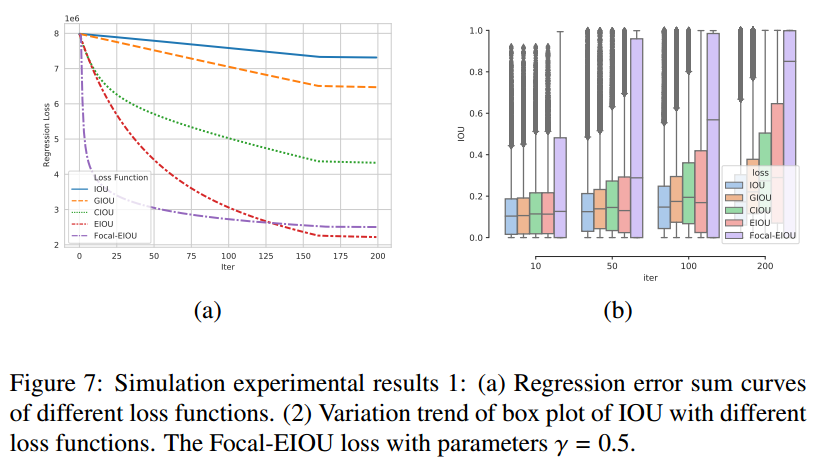 1e6
8
7
6
5
4
3
2
Regression Loss
Loss Function
IOU
GIOU
CIOU
EIOU
Focal-EIOU
0 25 50 75 100 125 150 175 200
Iter
(a)
1.0
0.8
0.6
0.4
0.2
0.0
IOU
loss
IOU
GIOU
CIOU
EIOU
Focal-EIOU
10 50 100 200
iter
(b)
Figure 7: Simulation experimental results 1: (a) Regression error sum curves
of different loss functions. (2) Variation trend of box plot of IOU with different
loss functions. The Focal-EIOU loss with parameters γ = 0.5.